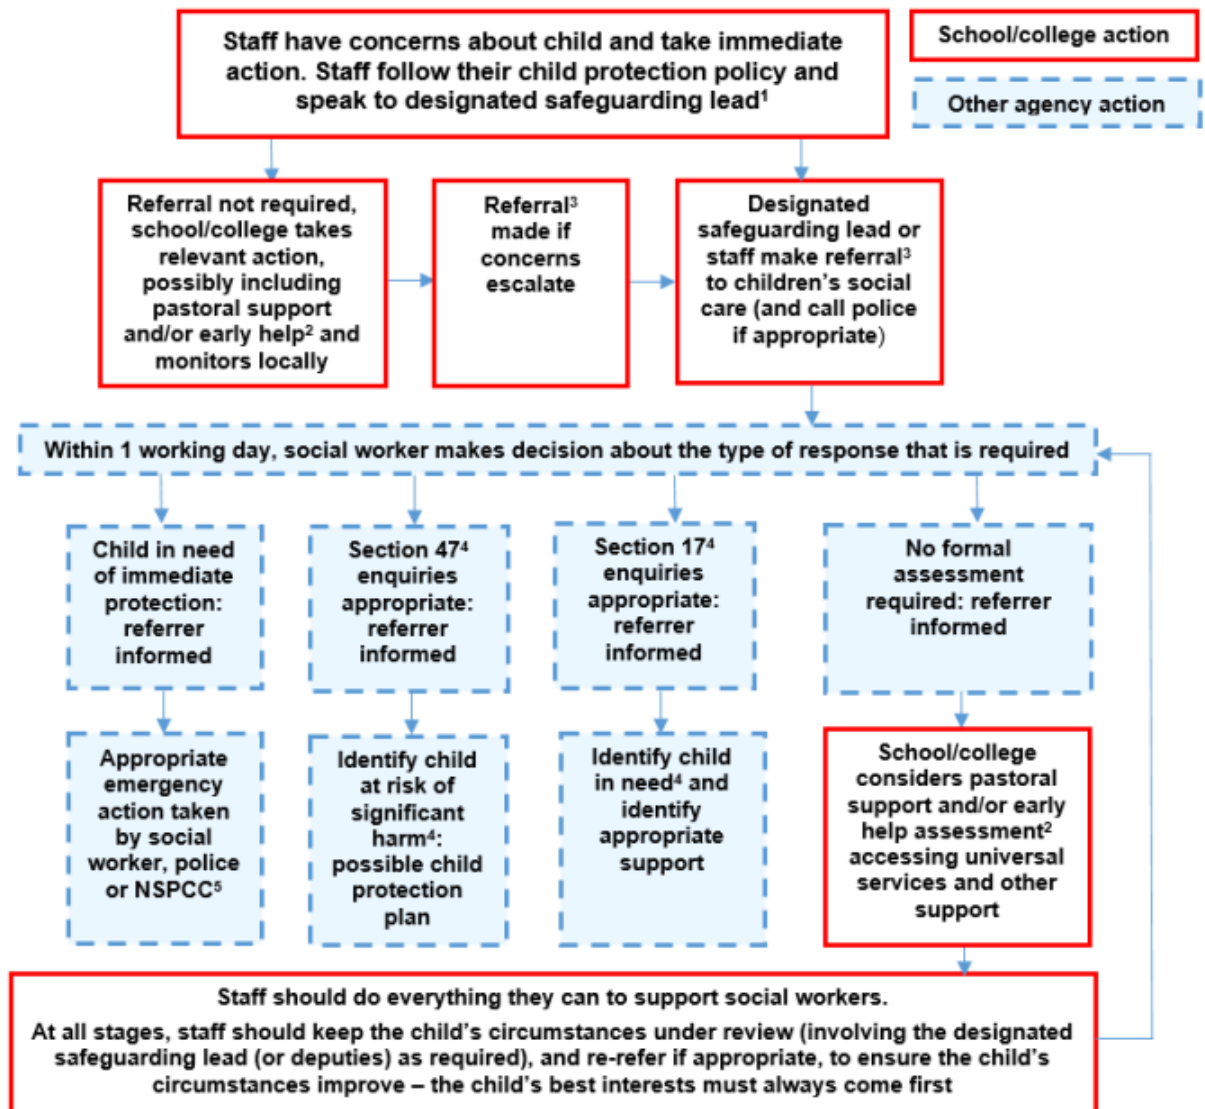 Staff have concerns about child and take immediate
action. Staff follow their child protection policy and
speak to designated safeguarding lead¹
School/college action
Other agency action
Referral not required,
school/college takes
relevant action,
possibly including
pastoral support
and/or early help² and
monitors locally
Referral³
made if
concerns
escalate
Designated
safeguarding lead or
staff make referral³
to children's social
care (and call police
if appropriate)
Within 1 working day, social worker makes decision about the type of response that is required
Child in need
of immediate
protection:
referrer
informed
Section 47⁴
enquiries
appropriate:
referrer
informed
Section 17⁴
enquiries
appropriate:
referrer
informed
No formal
assessment
required: referrer
informed
Appropriate
emergency
action taken
by social
worker, police
or NSPCC⁵
Identify child
at risk of
significant
harm⁴:
possible child
protection
plan
Identify child
in need⁴ and
identify
appropriate
support
School/college
considers pastoral
support and/or early
help assessment²
accessing universal
services and other
support
Staff should do everything they can to support social workers.
At all stages, staff should keep the child's circumstances under review (involving the designated
safeguarding lead (or deputies) as required), and re-refer if appropriate, to ensure the child's
circumstances improve – the child's best interests must always come first